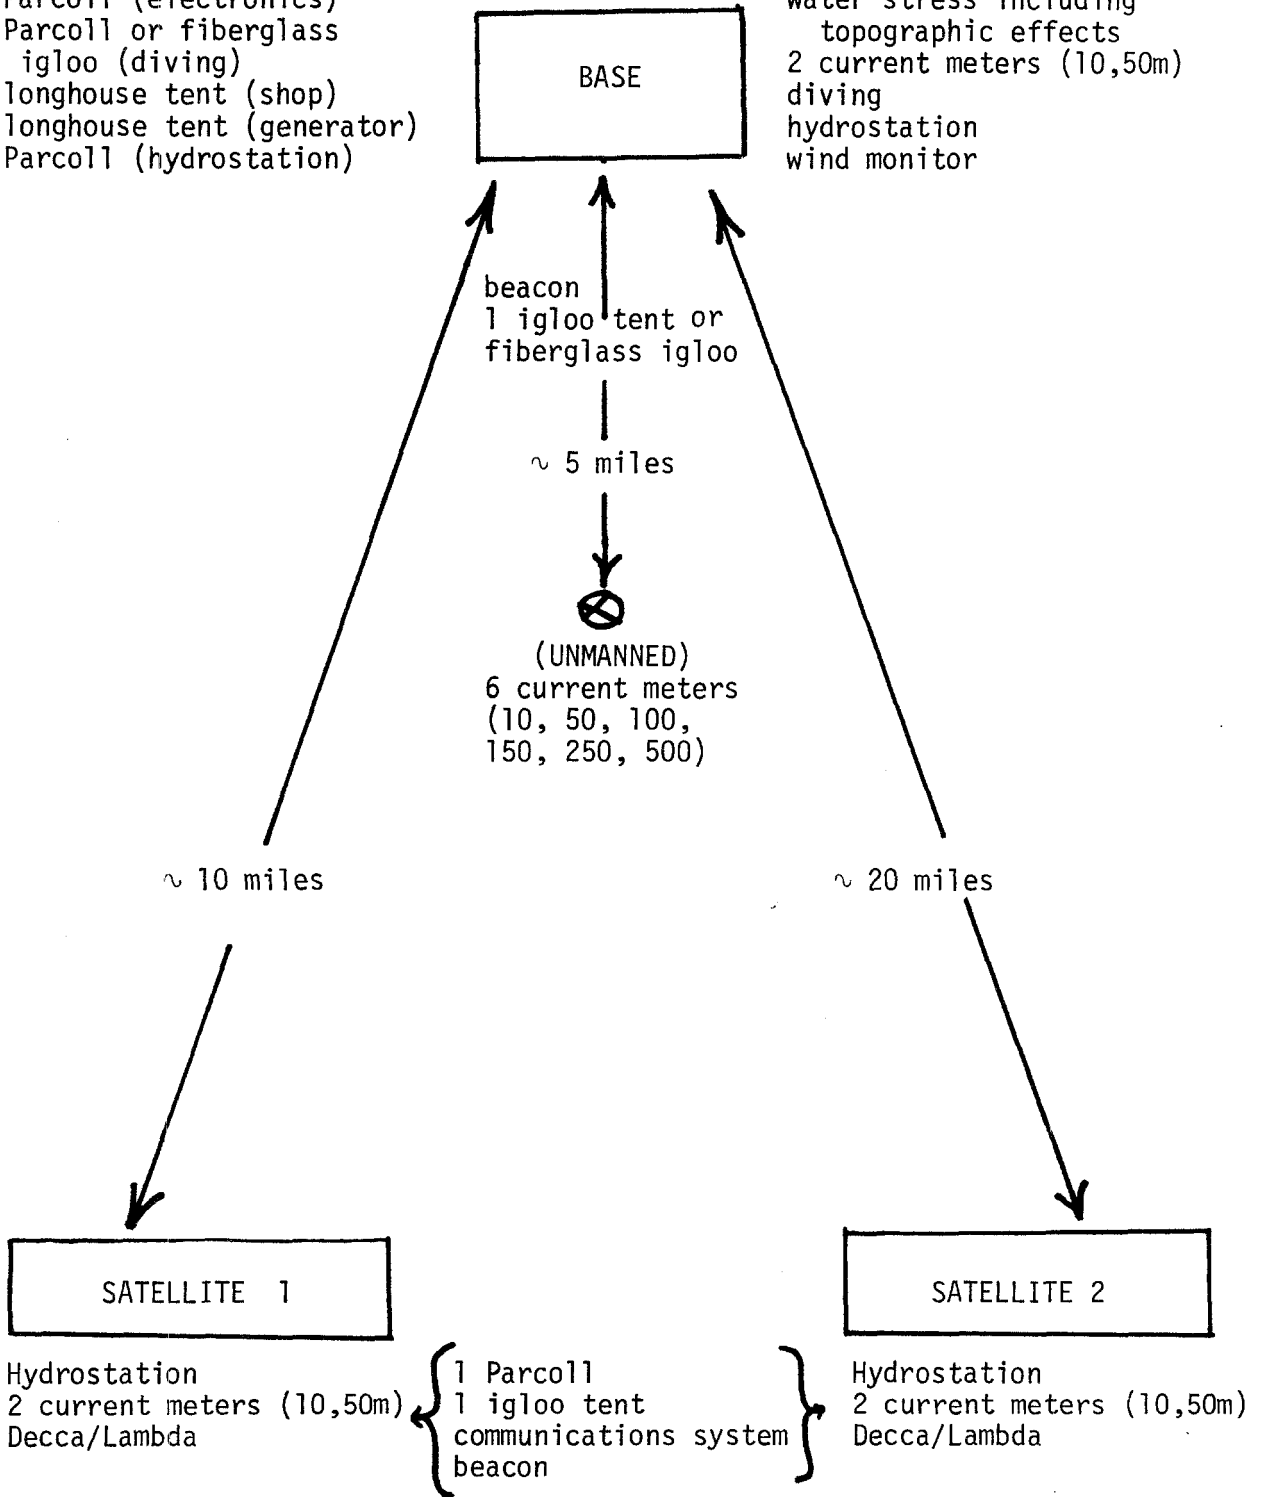 Parcoll (electronics)
Parcoll or fiberglass
igloo (diving)
longhouse tent (shop)
longhouse tent (generator)
Parcoll (hydrostation)
BASE
water stress including
topographic effects
2 current meters (10,50m)
diving
hydrostation
wind monitor
beacon
1 igloo tent or
fiberglass igloo
~ 5 miles
(UNMANNED)
6 current meters
(10, 50, 100,
150, 250, 500)
~ 10 miles
~ 20 miles
SATELLITE 1
Hydrostation
2 current meters (10,50m)
Decca/Lambda
1 Parcoll
1 igloo tent
communications system
beacon
SATELLITE 2
Hydrostation
2 current meters (10,50m)
Decca/Lambda